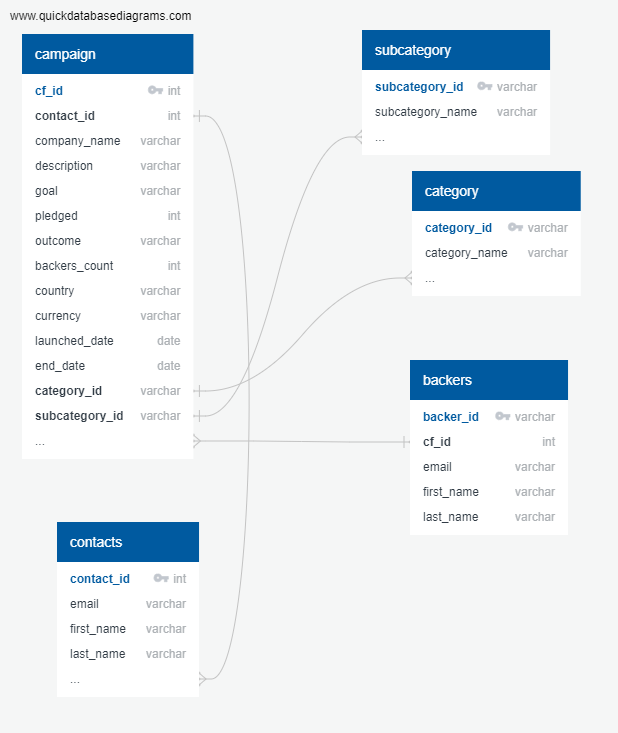 www.quickdatabasediagrams.com
campaign
cf_id int
contact_id int
company_name varchar
description varchar
goal varchar
pledged int
outcome varchar
backers_count int
country varchar
currency varchar
launched_date date
end_date date
category_id varchar
subcategory_id varchar
...
subcategory
subcategory_id varchar
subcategory_name varchar
...
category
category_id varchar
category_name varchar
...
backers
backer_id varchar
cf_id int
email varchar
first_name varchar
last_name varchar
contacts
contact_id int
email varchar
first_name varchar
last_name varchar
...